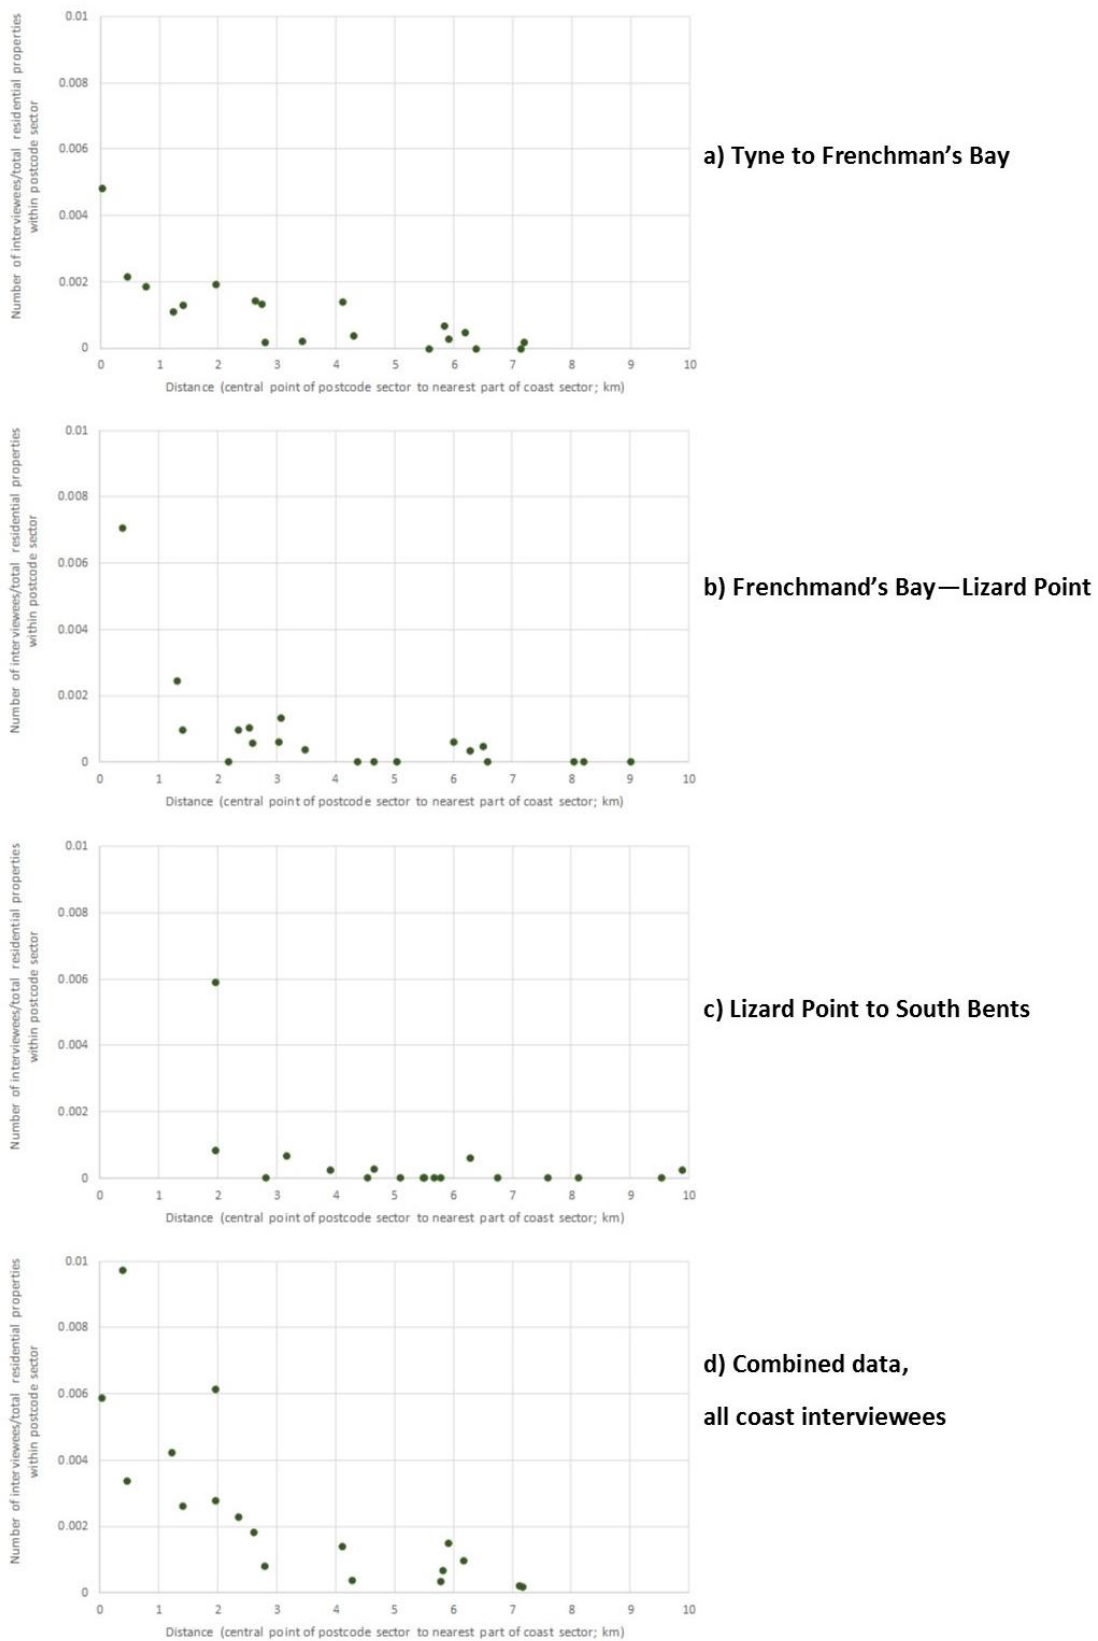 Number of interviewees/total residential properties
within postcode sector
0.01
0.008
0.006
0.004
0.002
0
0 1 2 3 4 5 6 7 8 9 10
Distance (central point of postcode sector to nearest part of coast sector; km)
a) Tyne to Frenchman’s Bay
Number of interviewees/total residential properties
within postcode sector
0.01
0.008
0.006
0.004
0.002
0
0 1 2 3 4 5 6 7 8 9 10
Distance (central point of postcode sector to nearest part of coast sector; km)
b) Frenchmand’s Bay—Lizard Point
Number of interviewees/total residential properties
within postcode sector
0.01
0.008
0.006
0.004
0.002
0
0 1 2 3 4 5 6 7 8 9 10
Distance (central point of postcode sector to nearest part of coast sector; km)
c) Lizard Point to South Bents
Number of interviewees/total residential properties
within postcode sector
0.01
0.008
0.006
0.004
0.002
0
0 1 2 3 4 5 6 7 8 9 10
Distance (central point of postcode sector to nearest part of coast sector; km)
d) Combined data,
all coast interviewees